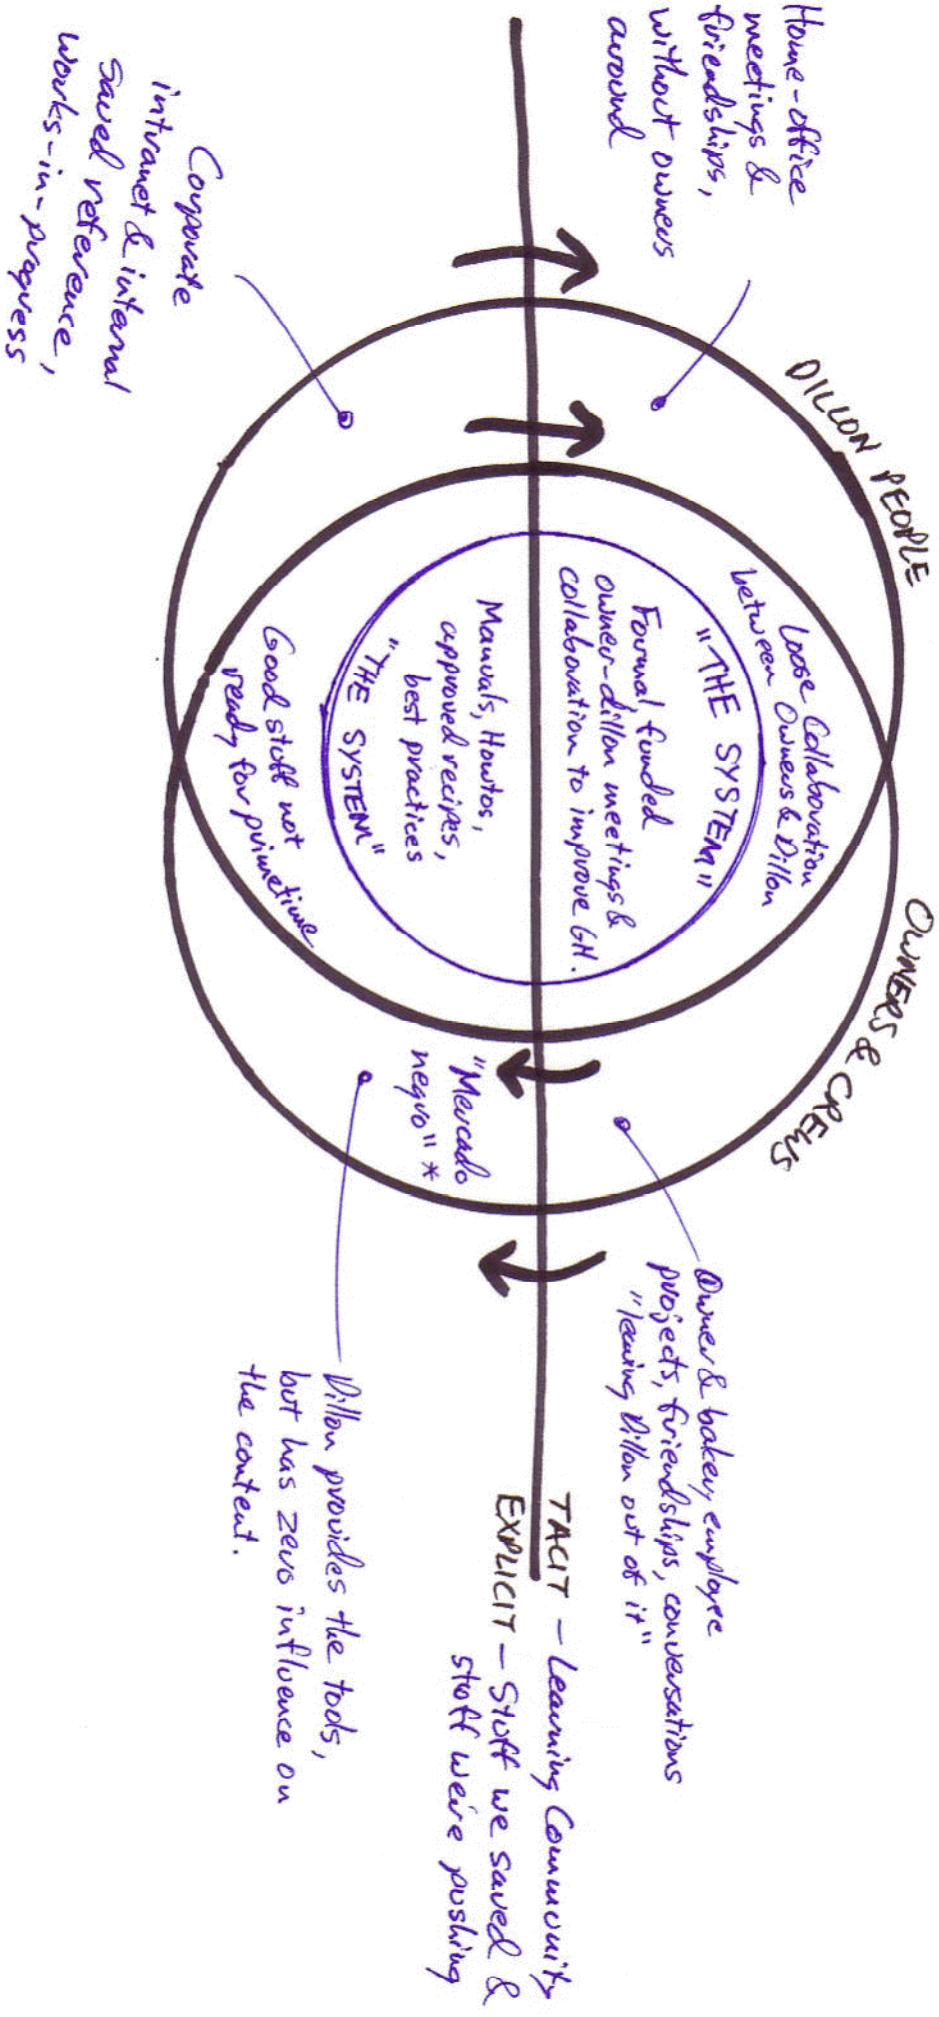 DILLON PEOPLE
OWNERS & CREWS
Home-office
meetings &
friendships,
without owners
around
Loose Collaboration
between Owners & Dillon
"THE SYSTEM"
Formal, funded
owner-dillon meetings &
collaboration to improve GH.
Owner & bakery employee
projects, friendships, conversations
"leaving Dillon out of it"
TACIT - Learning Community
EXPLICIT - Stuff we saved &
stuff we're pushing
Manuals, Howtos,
approved recipes,
best practices
"THE SYSTEM"
Good stuff not
ready for primetime
"Mercado
negro" *
Corporate
intranet & internal
saved reference,
works-in-progress
Dillon provides the tools,
but has zero influence on
the content.